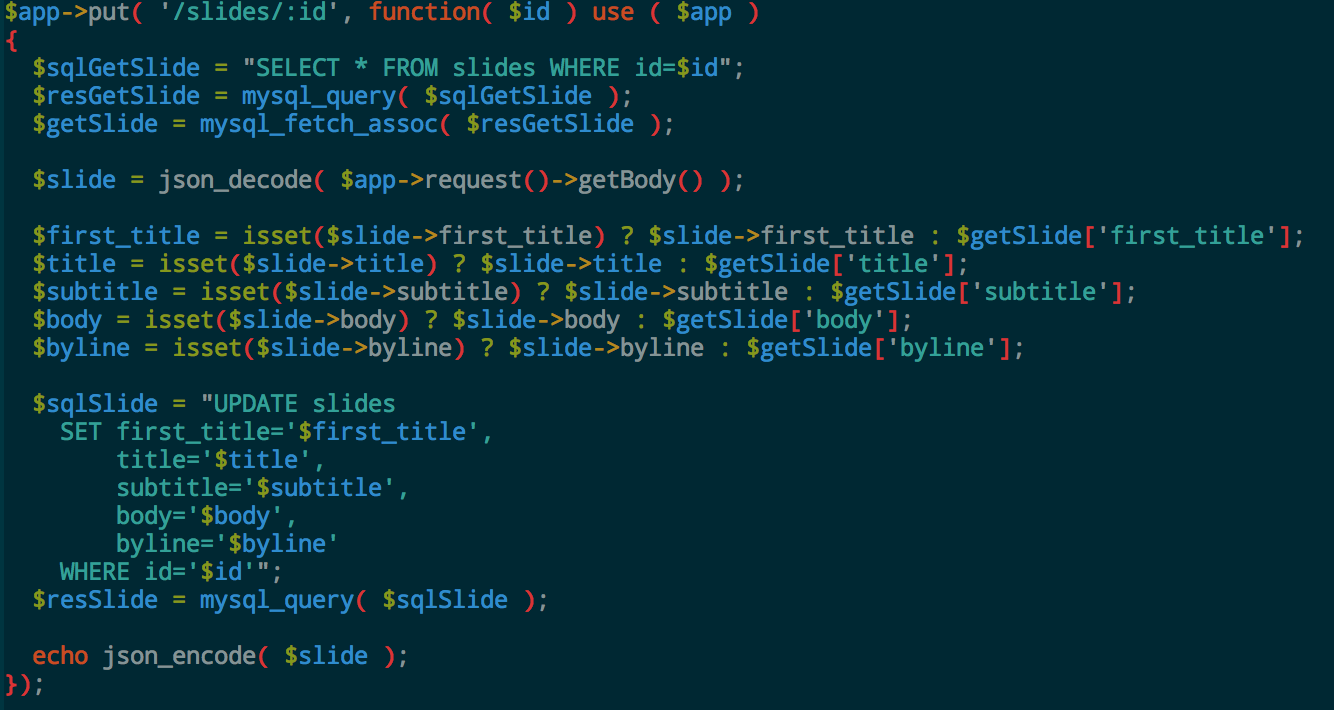 $app->put( '/slides/:id', function( $id ) use ( $app )
{
  $sqlGetSlide = "SELECT * FROM slides WHERE id=$id";
  $resGetSlide = mysql_query( $sqlGetSlide );
  $getSlide = mysql_fetch_assoc( $resGetSlide );

  $slide = json_decode( $app->request()->getBody() );

  $first_title = isset($slide->first_title) ? $slide->first_title : $getSlide['first_title'];
  $title = isset($slide->title) ? $slide->title : $getSlide['title'];
  $subtitle = isset($slide->subtitle) ? $slide->subtitle : $getSlide['subtitle'];
  $body = isset($slide->body) ? $slide->body : $getSlide['body'];
  $byline = isset($slide->byline) ? $slide->byline : $getSlide['byline'];

  $sqlSlide = "UPDATE slides
    SET first_title='$first_title',
        title='$title',
        subtitle='$subtitle',
        body='$body',
        byline='$byline'
    WHERE id='$id'";
  $resSlide = mysql_query( $sqlSlide );

  echo json_encode( $slide );
});